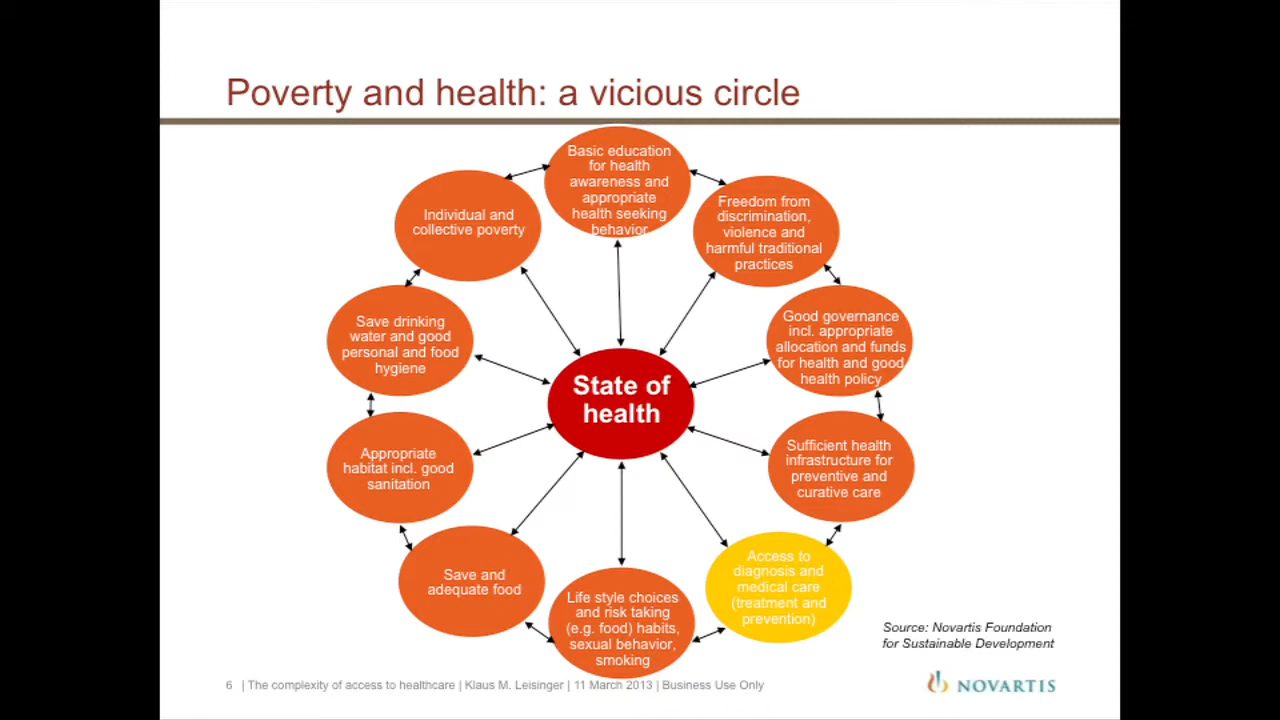 Poverty and health: a vicious circle
Basic education
for health
awareness and
appropriate
health seeking
behavior
Freedom from
discrimination,
violence and
harmful traditional
practices
Good governance
incl. appropriate
allocation and funds
for health and good
health policy
Sufficient health
infrastructure for
preventive and
curative care
Access to
diagnosis and
medical care
(treatment and
prevention)
Life style choices
and risk taking
(e.g. food) habits,
sexual behavior,
smoking
Save and
adequate food
Appropriate
habitat incl. good
sanitation
Save drinking
water and good
personal and food
hygiene
Individual and
collective poverty
State of
health
Source: Novartis Foundation
for Sustainable Development
6 | The complexity of access to healthcare | Klaus M. Leisinger | 11 March 2013 | Business Use Only
NOVARTIS